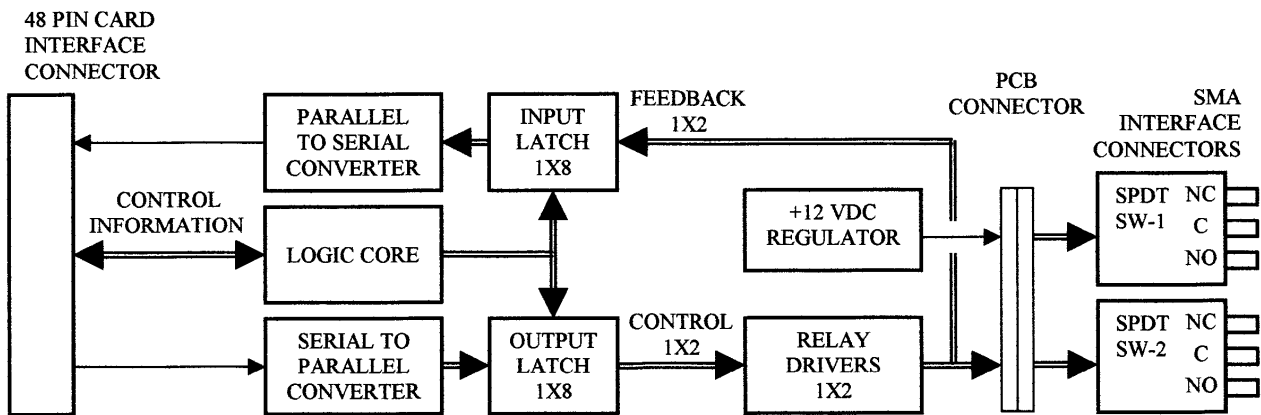 48 PIN CARD
INTERFACE
CONNECTOR
PARALLEL
TO SERIAL
CONVERTER
INPUT
LATCH
1X8
FEEDBACK
1X2
PCB
CONNECTOR
SMA
INTERFACE
CONNECTORS
CONTROL
INFORMATION
LOGIC CORE
+12 VDC
REGULATOR
SPDT
SW-1
NC
C
NO
SERIAL TO
PARALLEL
CONVERTER
OUTPUT
LATCH
1X8
CONTROL
1X2
RELAY
DRIVERS
1X2
SPDT
SW-2
NC
C
NO